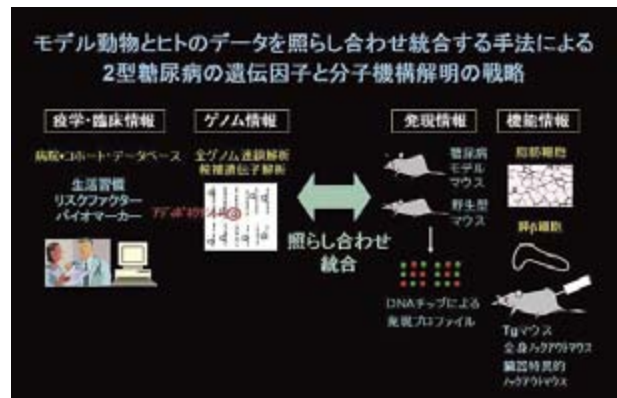 モデル動物とヒトのデータを照らし合わせ統合する手法による
2型糖尿病の遺伝因子と分子機構解明の戦略
疫学・臨床情報
ゲノム情報
発現情報
機能情報
病院・コホート・データベース
生活習慣
リスクファクター
バイオマーカー
全ゲノム連鎖解析
候補遺伝子解析
アディポネクチン
照らし合わせ
統合
糖尿病
モデル
マウス
野生型
マウス
DNAチップによる
発現プロファイル
脂肪細胞
膵β細胞
Tgマウス
全身ノックアウトマウス
臓器特異的
ノックアウトマウス